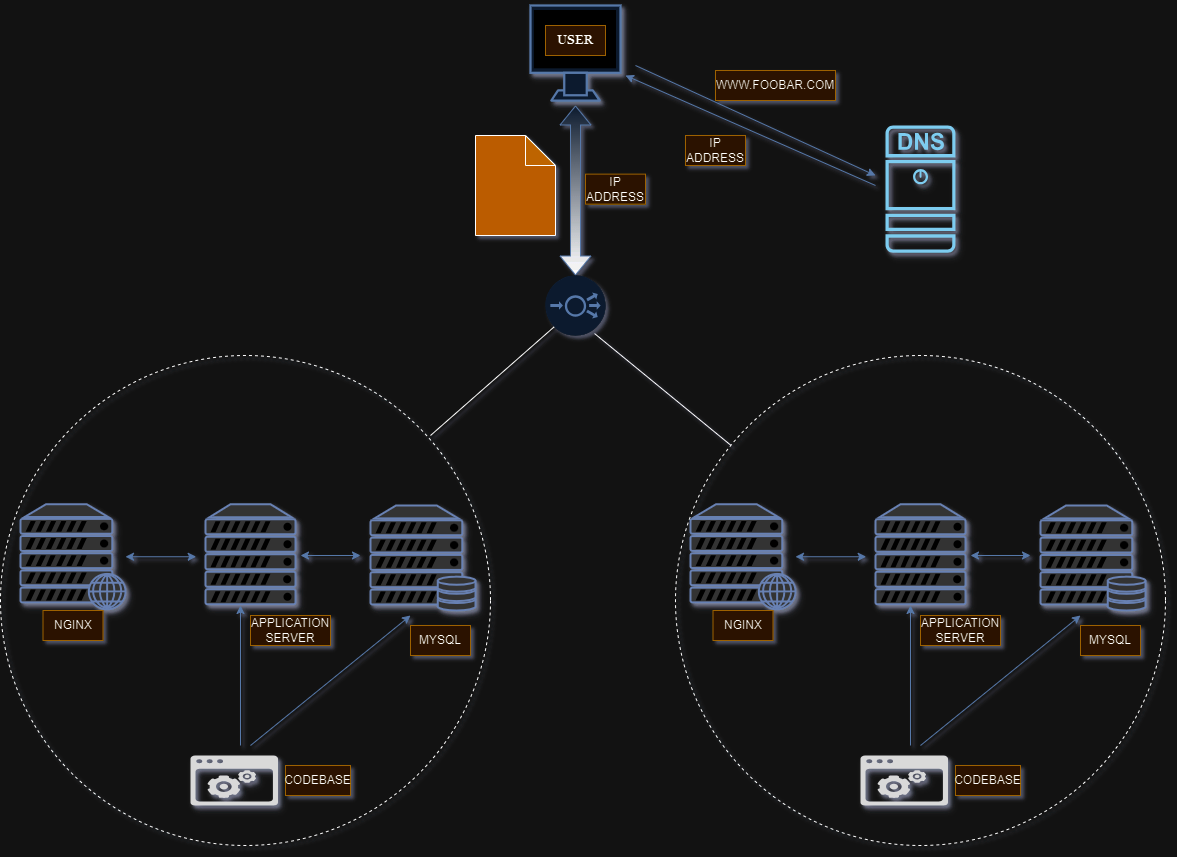 USER
WWW.FOOBAR.COM
DNS
IP
ADDRESS
IP
ADDRESS
NGINX
APPLICATION
SERVER
MYSQL
CODEBASE
NGINX
APPLICATION
SERVER
MYSQL
CODEBASE